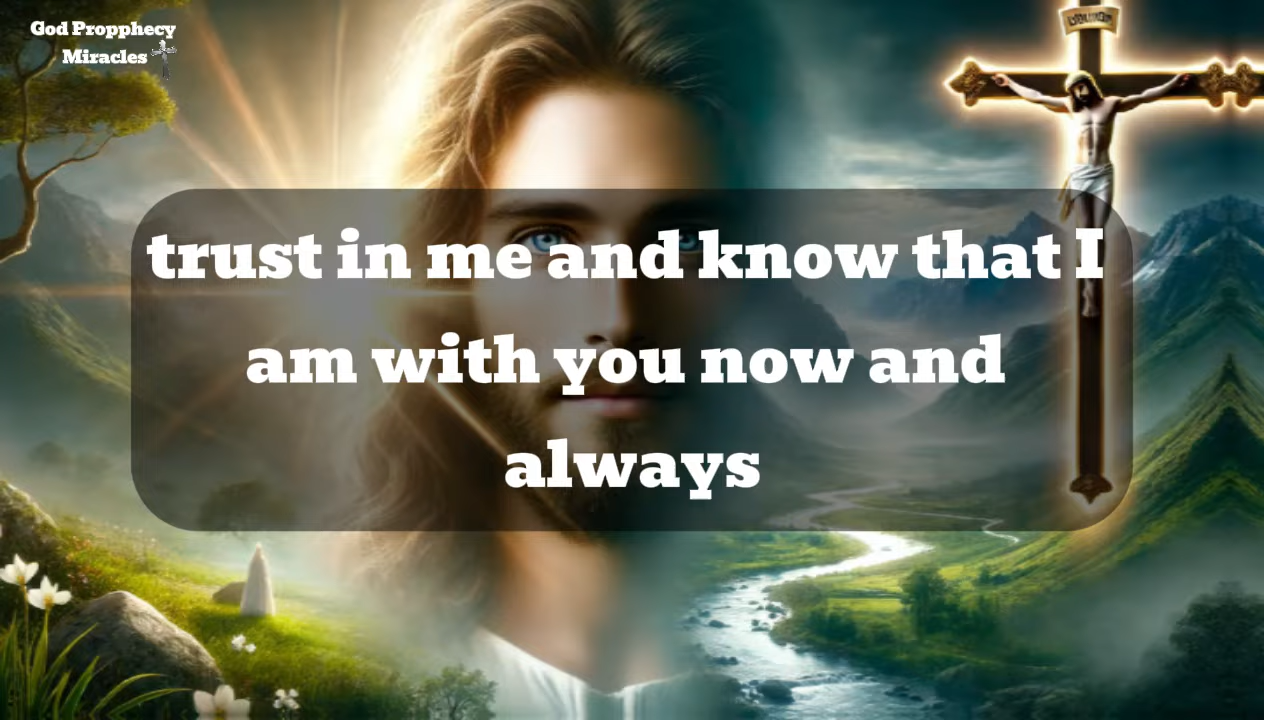 God Propphecy
Miracles
trust in me and know that I
am with you now and
always